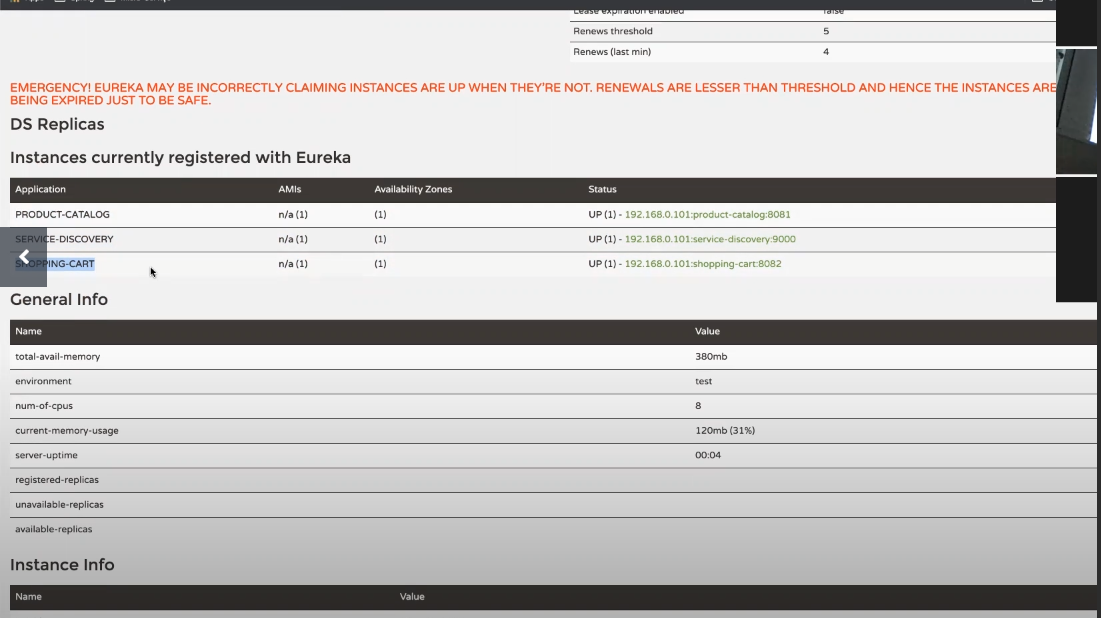 Lease expiration enabled false
Renews threshold 5
Renews (last min) 4
EMERGENCY! EUREKA MAY BE INCORRECTLY CLAIMING INSTANCES ARE UP WHEN THEY'RE NOT. RENEWALS ARE LESSER THAN THRESHOLD AND HENCE THE INSTANCES ARE
BEING EXPIRED JUST TO BE SAFE.
DS Replicas
Instances currently registered with Eureka
Application AMIs Availability Zones Status
PRODUCT-CATALOG n/a (1) (1) UP (1) - 192.168.0.101:product-catalog:8081
SERVICE-DISCOVERY n/a (1) (1) UP (1) - 192.168.0.101:service-discovery:9000
SHOPPING-CART n/a (1) (1) UP (1) - 192.168.0.101:shopping-cart:8082
General Info
Name Value
total-avail-memory 380mb
environment test
num-of-cpus 8
current-memory-usage 120mb (31%)
server-uptime 00:04
registered-replicas
unavailable-replicas
available-replicas
Instance Info
Name Value